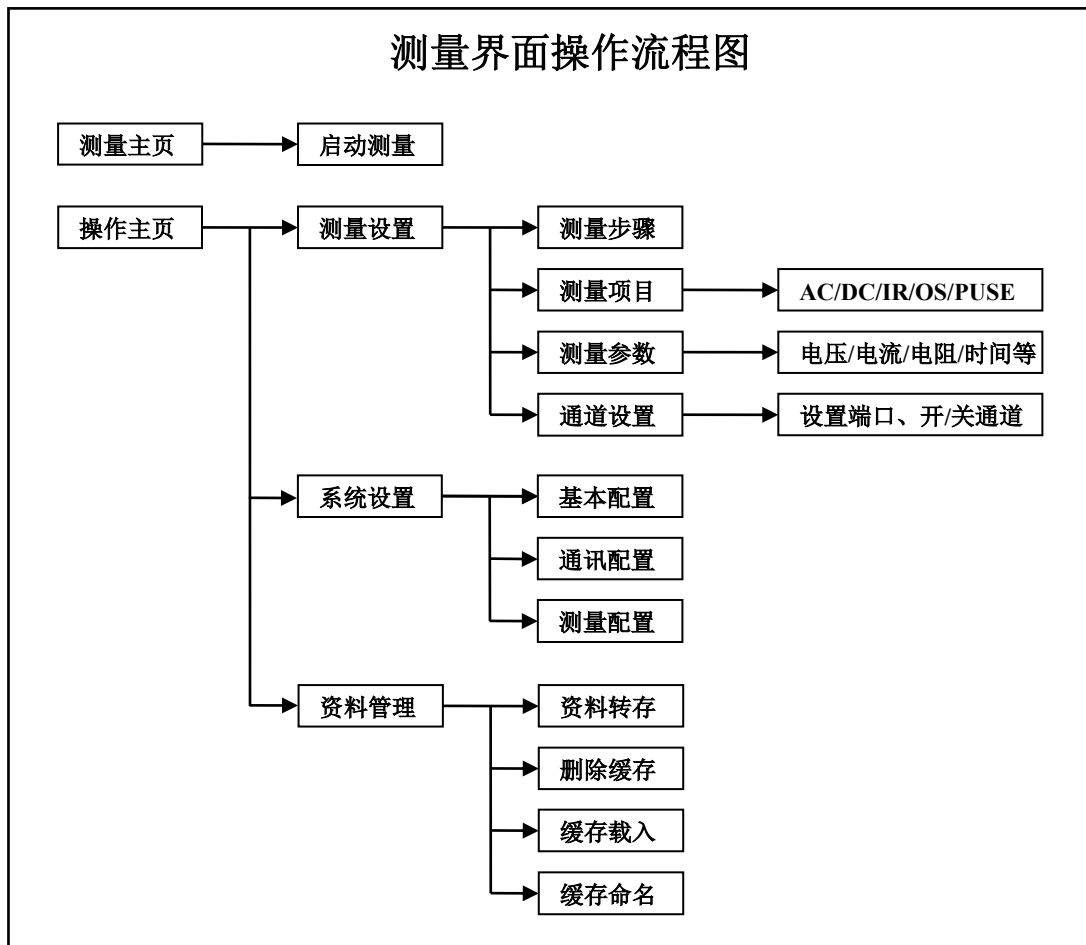 测量界面操作流程图
测量主页
启动测量
操作主页
测量设置
测量步骤
测量项目
AC/DC/IR/OS/PUSE
测量参数
电压/电流/电阻/时间等
通道设置
设置端口、开/关通道
系统设置
基本配置
通讯配置
测量配置
资料管理
资料转存
删除缓存
缓存载入
缓存命名